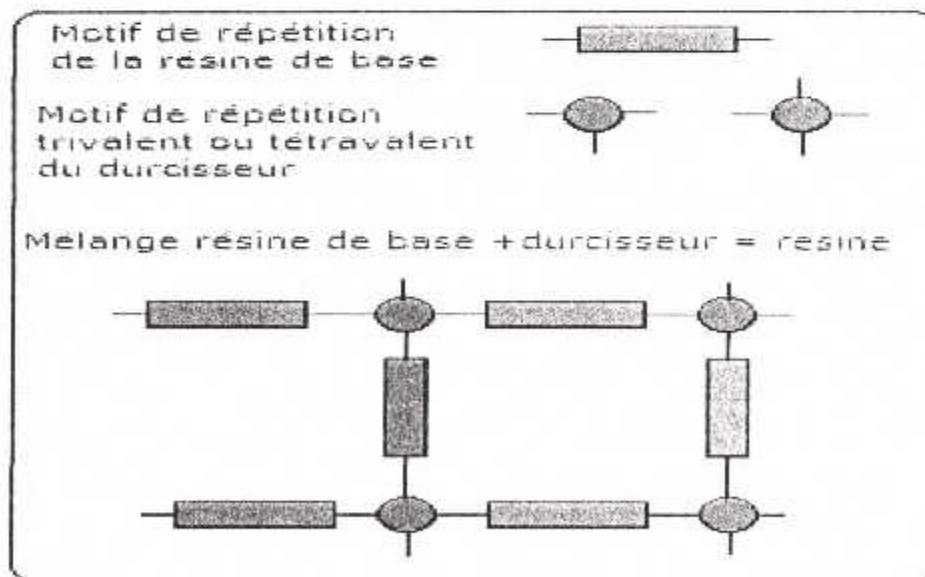 Motif de répétition
de la résine de base
Motif de répétition
trivalent ou tétravalent
du durcisseur
Mélange résine de base +durcisseur = resine